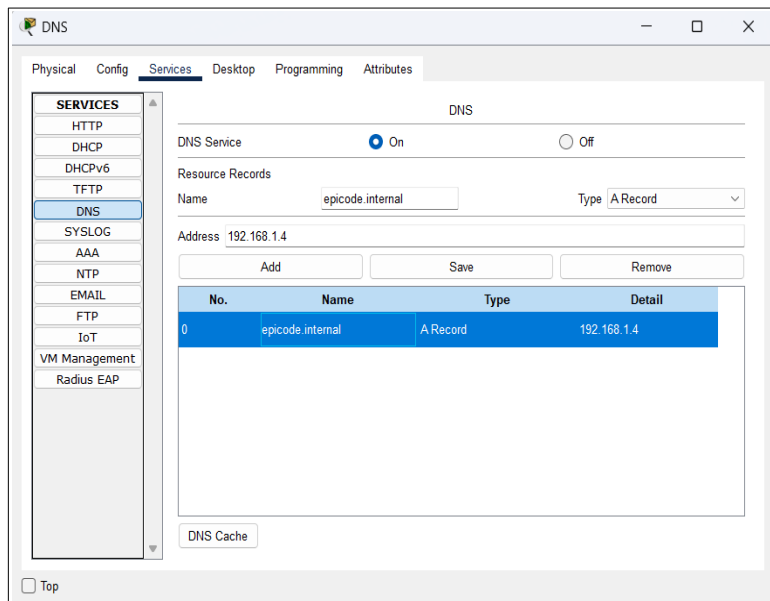 DNS
Physical Config Services Desktop Programming Attributes
SERVICES
HTTP
DHCP
DHCPv6
TFTP
DNS
SYSLOG
AAA
NTP
EMAIL
FTP
IoT
VM Management
Radius EAP
DNS
DNS Service On Off
Resource Records
Name epicode.internal Type A Record
Address 192.168.1.4
Add Save Remove
No. Name Type Detail
0 epicode.internal A Record 192.168.1.4
DNS Cache
Top